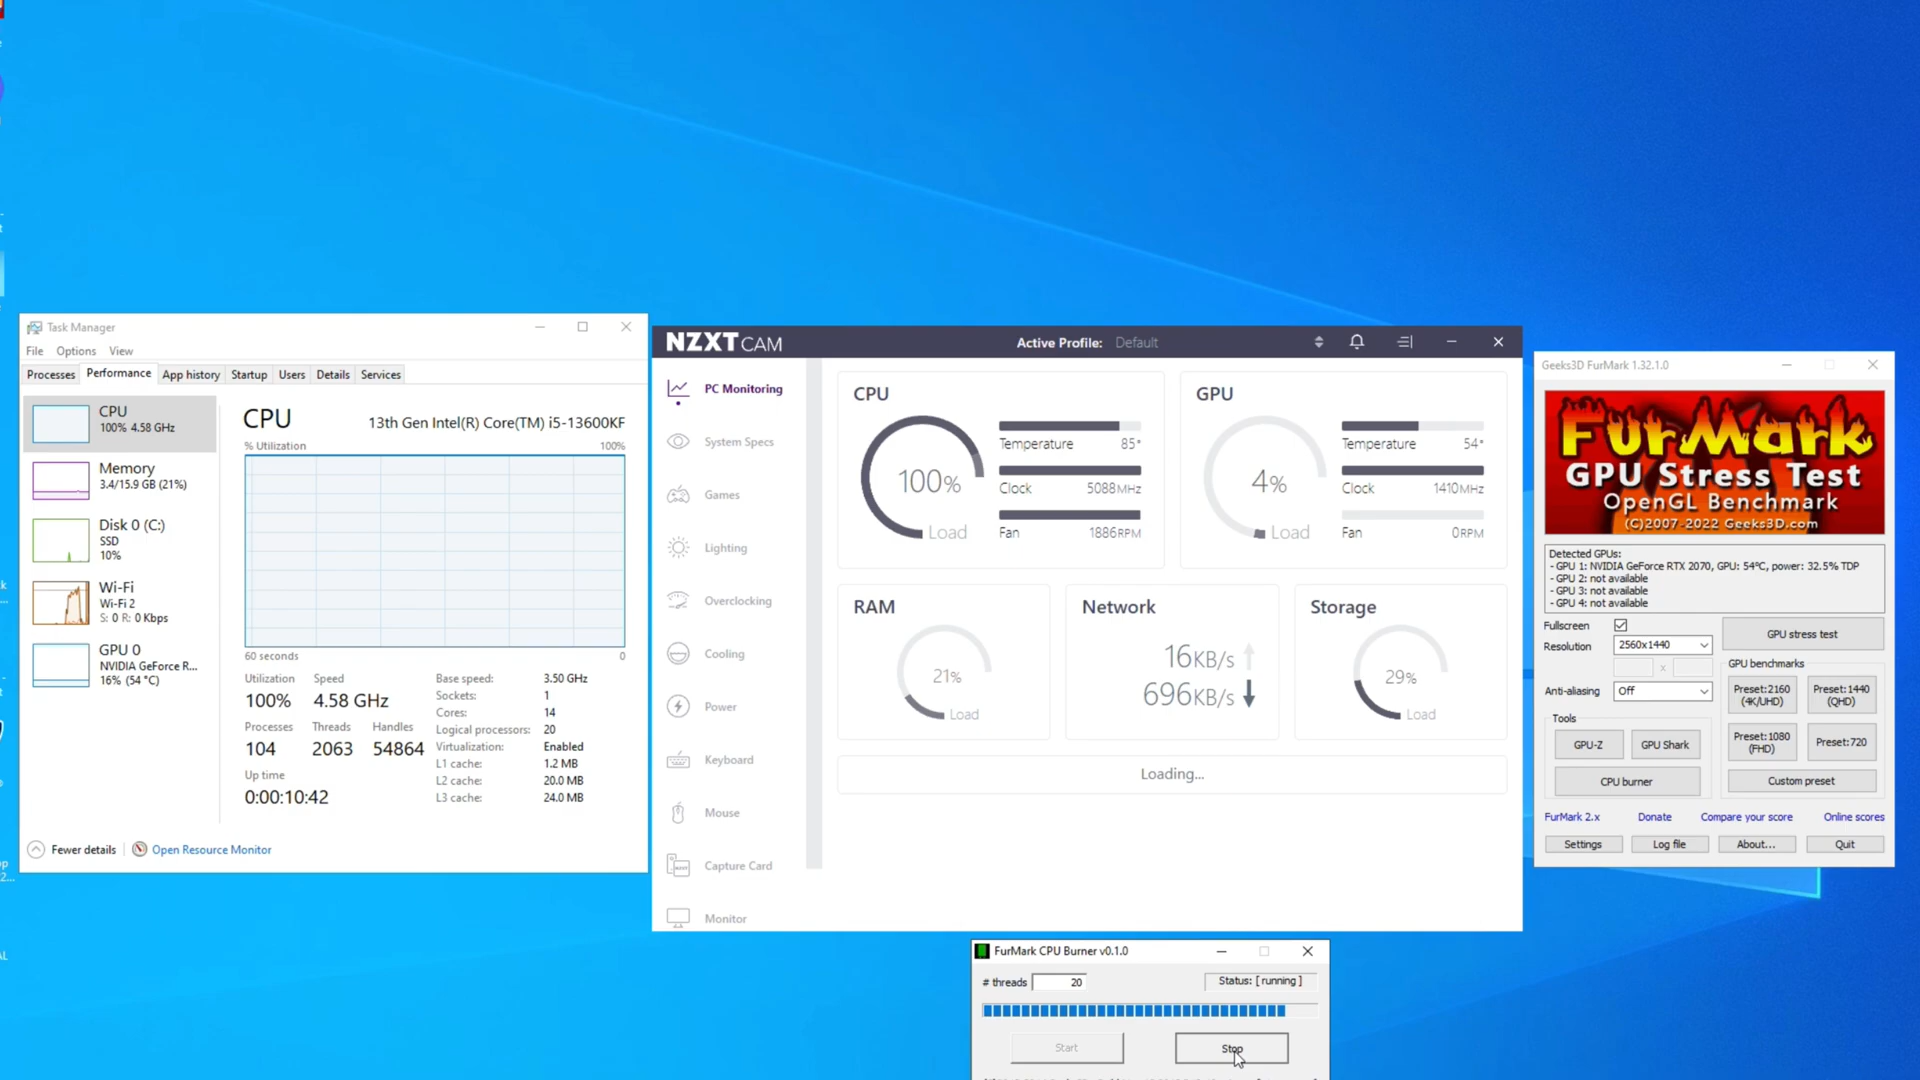 Task Manager
File Options View
Processes Performance App history Startup Users Details Services
CPU
100% 4.58 GHz
Memory
3.4/15.9 GB (21%)
Disk 0 (C:)
SSD
10%
Wi-Fi
Wi-Fi 2
S: 0 R: 0 Kbps
GPU 0
NVIDIA GeForce R...
16% (54 °C)
CPU 13th Gen Intel(R) Core(TM) i5-13600KF
% Utilization 100%
60 seconds 0
Utilization Speed
100% 4.58 GHz
Processes Threads Handles
104 2063 54864
Up time
0:00:10:42
Base speed: 3.50 GHz
Sockets: 1
Cores: 14
Logical processors: 20
Virtualization: Enabled
L1 cache: 1.2 MB
L2 cache: 20.0 MB
L3 cache: 24.0 MB
Fewer details Open Resource Monitor
NZXT CAM Active Profile: Default
PC Monitoring
System Specs
Games
Lighting
Overclocking
Cooling
Power
Keyboard
Mouse
Capture Card
Monitor
CPU
100%
Load
Temperature 85°
Clock 5088MHz
Fan 1886RPM
GPU
4%
Load
Temperature 54°
Clock 1410MHz
Fan 0RPM
RAM
21%
Load
Network
16KB/s
696KB/s
Storage
29%
Load
Loading...
Geeks3D FurMark 1.32.1.0
FurMark
GPU Stress Test
OpenGL Benchmark
(C)2007-2022 Geeks3D.com
Detected GPUs:
- GPU 1: NVIDIA GeForce RTX 2070, GPU: 54°C, power: 32.5% TDP
- GPU 2: not available
- GPU 3: not available
- GPU 4: not available
Fullscreen
Resolution 2560x1440
x
Anti-aliasing Off
GPU stress test
GPU benchmarks
Preset:2160
(4K/UHD)
Preset:1440
(QHD)
Preset:1080
(FHD)
Preset:720
Custom preset
Tools
GPU-Z GPU Shark
CPU burner
FurMark 2.x Donate Compare your score Online scores
Settings Log file About... Quit
FurMark CPU Burner v0.1.0
# threads 20 Status: [ running ]
Start Stop